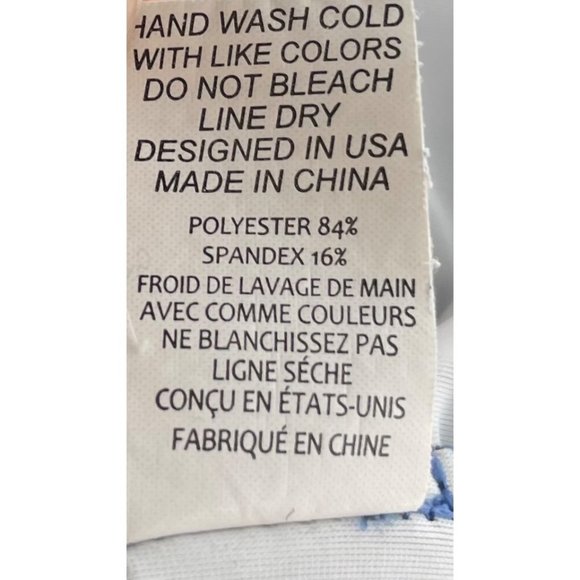 HAND WASH COLD
WITH LIKE COLORS
DO NOT BLEACH
LINE DRY
DESIGNED IN USA
MADE IN CHINA
POLYESTER 84%
SPANDEX 16%
FROID DE LAVAGE DE MAIN
AVEC COMME COULEURS
NE BLANCHISSEZ PAS
LIGNE SÉCHE
CONÇU EN ÉTATS-UNIS
FABRIQUÉ EN CHINE